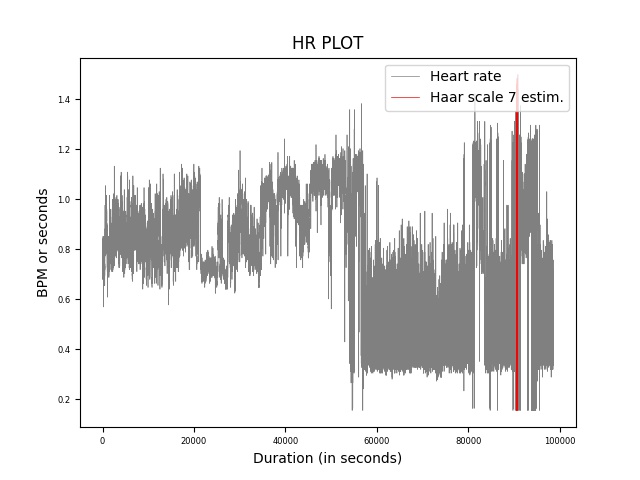 HR PLOT
Heart rate
Haar scale 7 estim.
BPM or seconds
1.4
1.2
1.0
0.8
0.6
0.4
0.2
0 20000 40000 60000 80000 100000
Duration (in seconds)